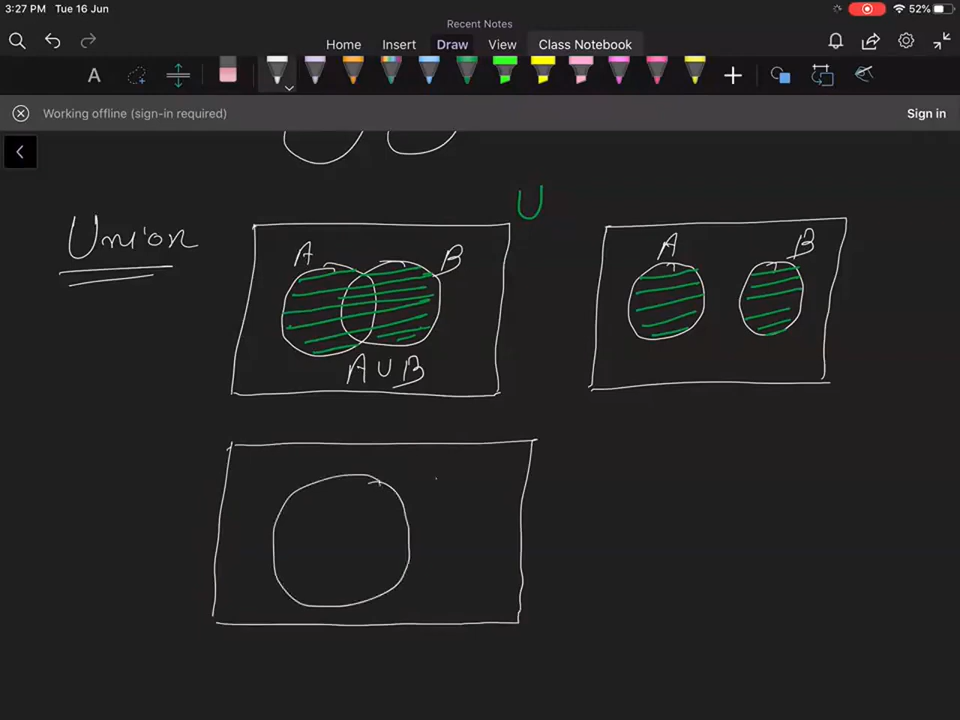 3:27 PM Tue 16 Jun
52%
Recent Notes
Home Insert Draw View Class Notebook
A
Working offline (sign-in required)
Sign in
U
Union
A B
A B
A ∪ B